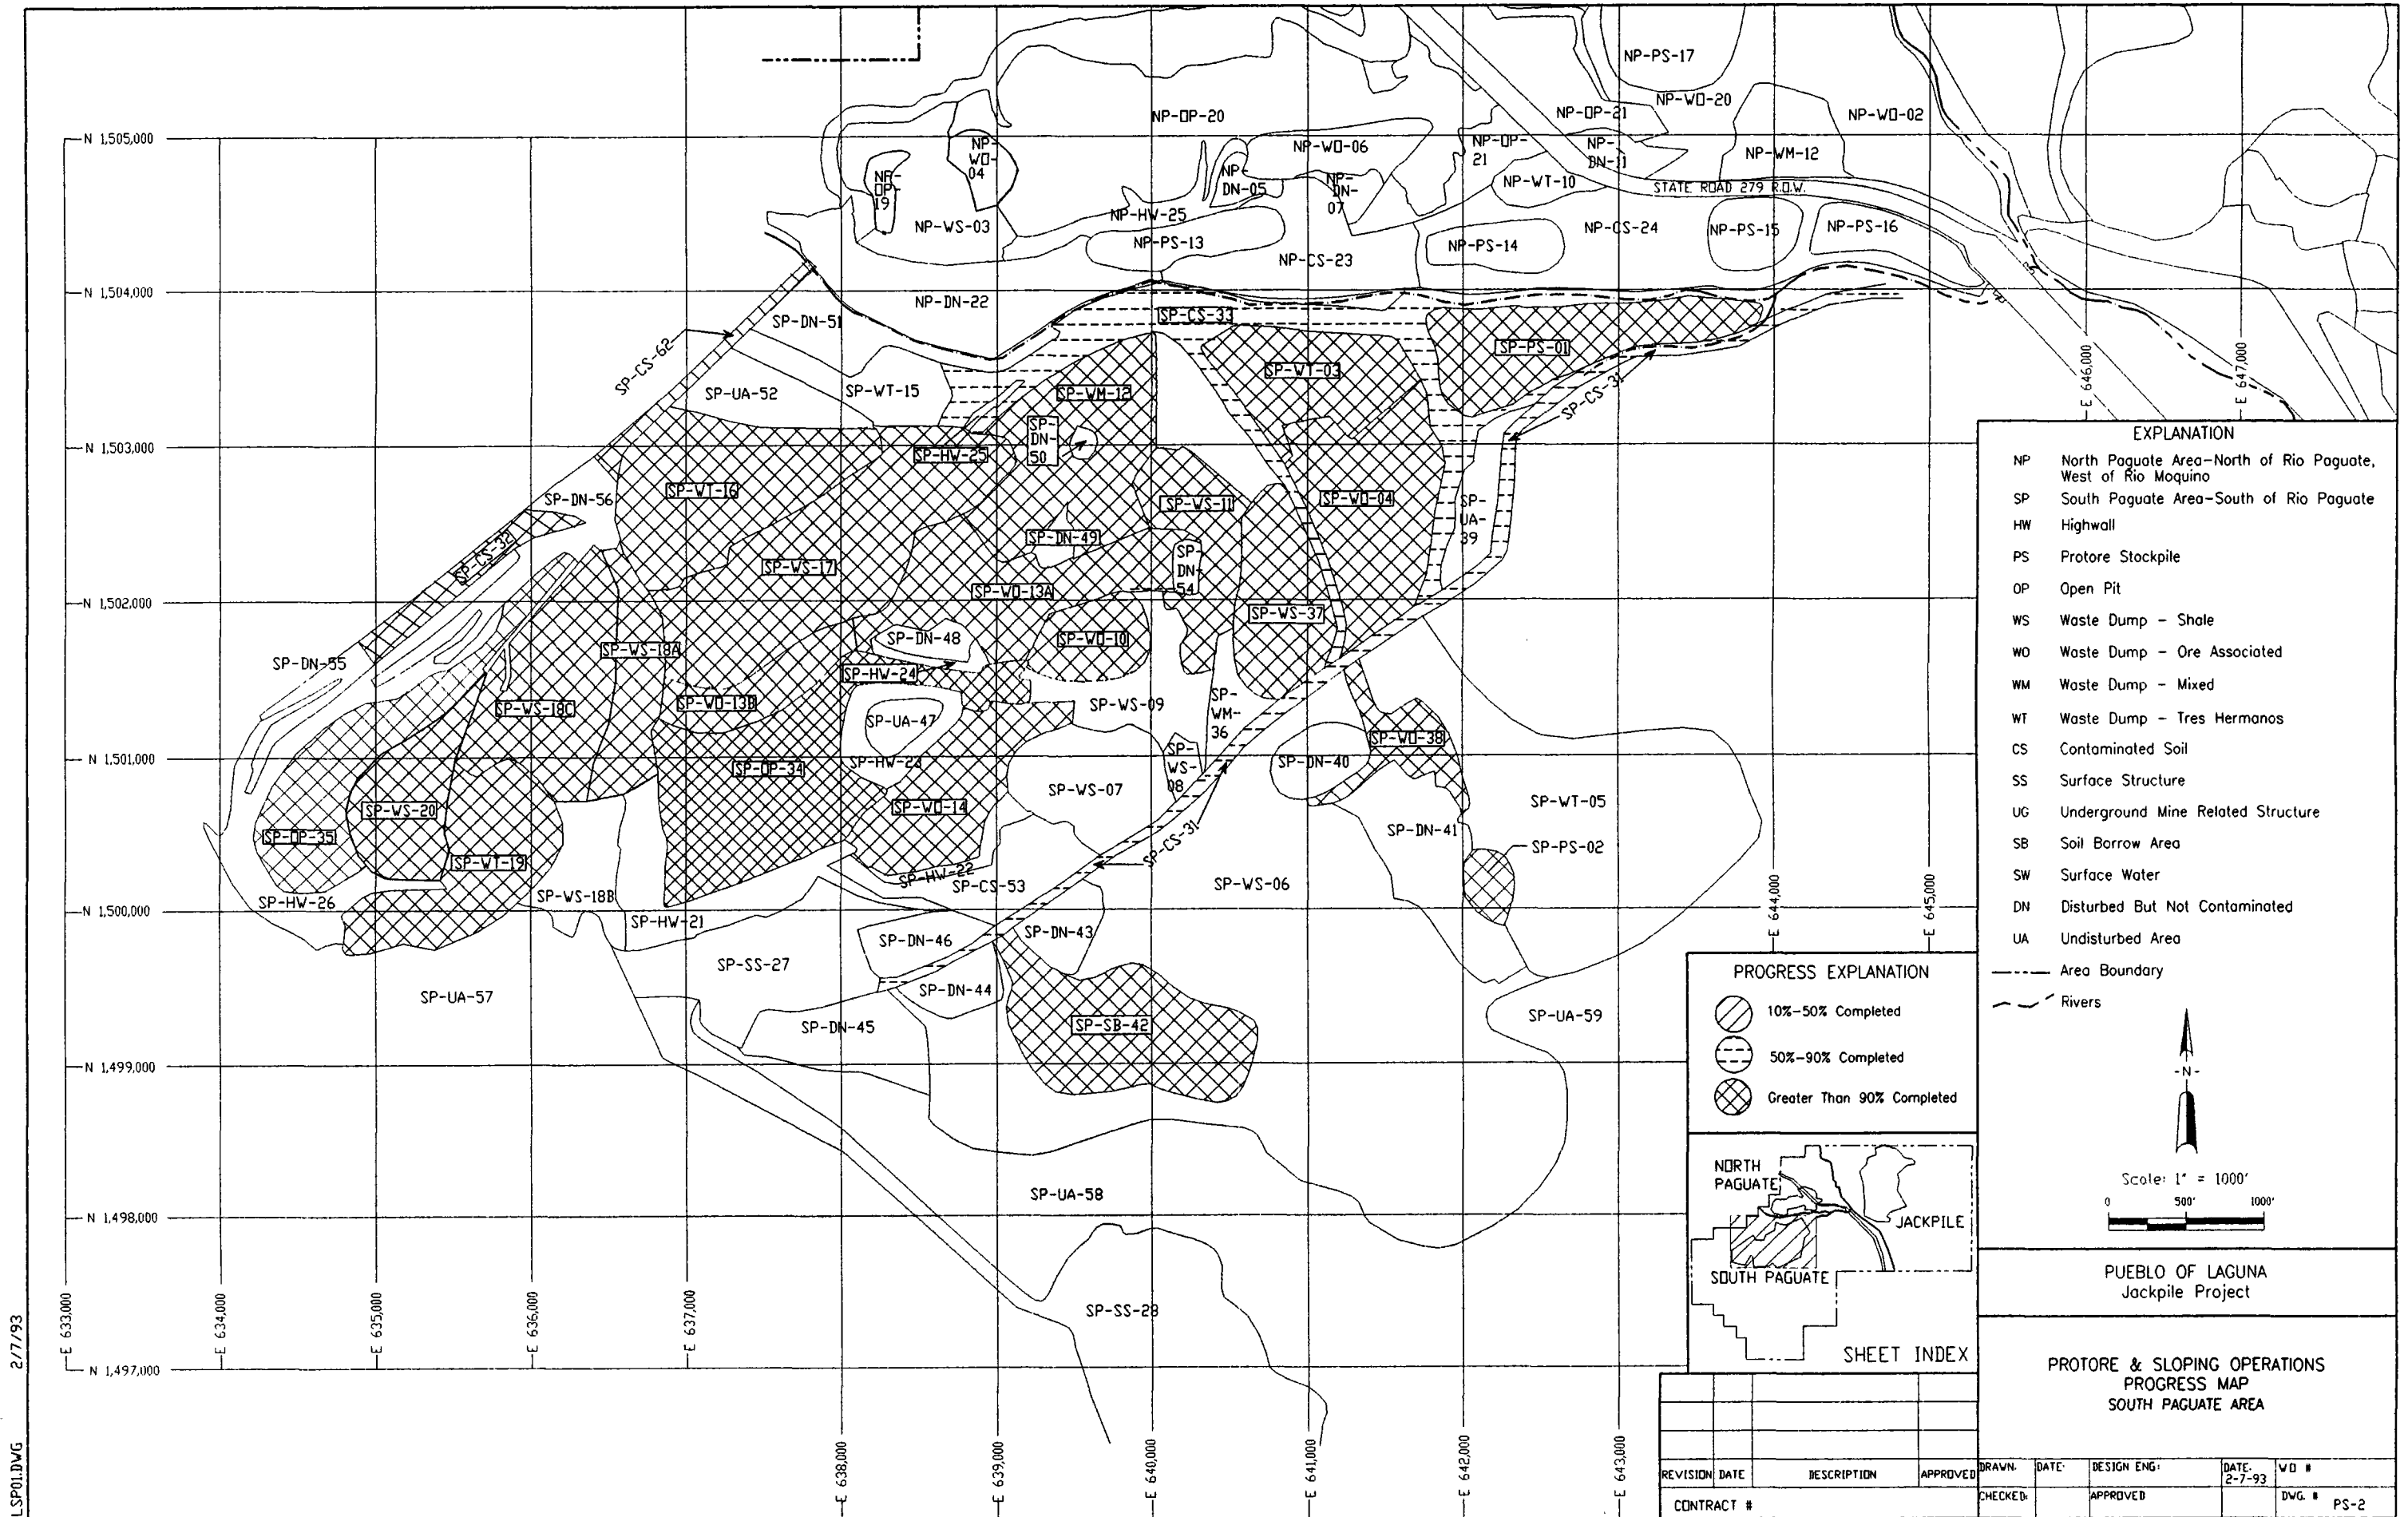 NP-PS-17
NP-WO-20
NP-OP-20
NP-OP-21
NP-WO-02
N 1,505,000
NP-
WO-
04
NP-WO-06
NP-
OP-
21
NP-
DN-11
NP-WM-12
NP-
OP-
19
NP-
DN-05
NP-
DN-
07
NP-WT-10
STATE ROAD 279 R.O.W.
NP-WS-03
NP-HW-25
NP-PS-13
NP-CS-23
NP-PS-14
NP-CS-24
NP-PS-15
NP-PS-16
N 1,504,000
NP-DN-22
SP-DN-51
SP-CS-33
SP-CS-62
SP-PS-01
SP-WT-03
SP-CS-31
SP-UA-52
SP-WT-15
SP-WM-12
E 646,000
E 647,000
N 1,503,000
SP-HW-25
SP-
DN-
50
SP-WT-16
SP-DN-56
SP-WS-11
SP-WO-04
SP-
UA-
39
SP-CS-32
SP-DN-49
SP-WS-17
SP-
DN-
54
SP-WO-13A
N 1,502,000
SP-WS-37
SP-DN-55
SP-WS-18A
SP-DN-48
SP-WO-10
SP-HW-24
SP-WS-18C
SP-WO-13B
SP-UA-47
SP-WS-09
SP-
WM-
36
SP-WO-38
N 1,501,000
SP-OP-34
SP-HW-23
SP-
WS-
08
SP-DN-40
SP-WS-07
SP-WS-20
SP-WO-14
SP-WT-05
SP-OP-35
SP-WT-19
SP-CS-31
SP-DN-41
SP-PS-02
SP-HW-22
SP-CS-53
SP-WS-06
SP-HW-26
SP-WS-18B
E 644,000
E 645,000
N 1,500,000
SP-HW-21
SP-DN-46
SP-DN-43
SP-SS-27
SP-UA-57
SP-DN-44
SP-DN-45
SP-SB-42
SP-UA-59
N 1,499,000
SP-UA-58
N 1,498,000
SP-SS-28
E 633,000
E 634,000
E 635,000
E 636,000
E 637,000
N 1,497,000
E 638,000
E 639,000
E 640,000
E 641,000
E 642,000
E 643,000
LSP01.DWG 2/7/93
EXPLANATION
NP North Paguate Area-North of Rio Paguate,
West of Rio Moquino
SP South Paguate Area-South of Rio Paguate
HW Highwall
PS Protore Stockpile
OP Open Pit
WS Waste Dump - Shale
WO Waste Dump - Ore Associated
WM Waste Dump - Mixed
WT Waste Dump - Tres Hermanos
CS Contaminated Soil
SS Surface Structure
UG Underground Mine Related Structure
SB Soil Borrow Area
SW Surface Water
DN Disturbed But Not Contaminated
UA Undisturbed Area
Area Boundary
Rivers
-N-
Scale: 1" = 1000'
0 500' 1000'
PROGRESS EXPLANATION
10%-50% Completed
50%-90% Completed
Greater Than 90% Completed
NORTH
PAGUATE
JACKPILE
SOUTH PAGUATE
SHEET INDEX
PUEBLO OF LAGUNA
Jackpile Project
PROTORE & SLOPING OPERATIONS
PROGRESS MAP
SOUTH PAGUATE AREA
REVISION DATE DESCRIPTION APPROVED
CONTRACT #
DRAWN: DATE: DESIGN ENG: DATE: 2-7-93 WO #
CHECKED: APPROVED DWG. # PS-2